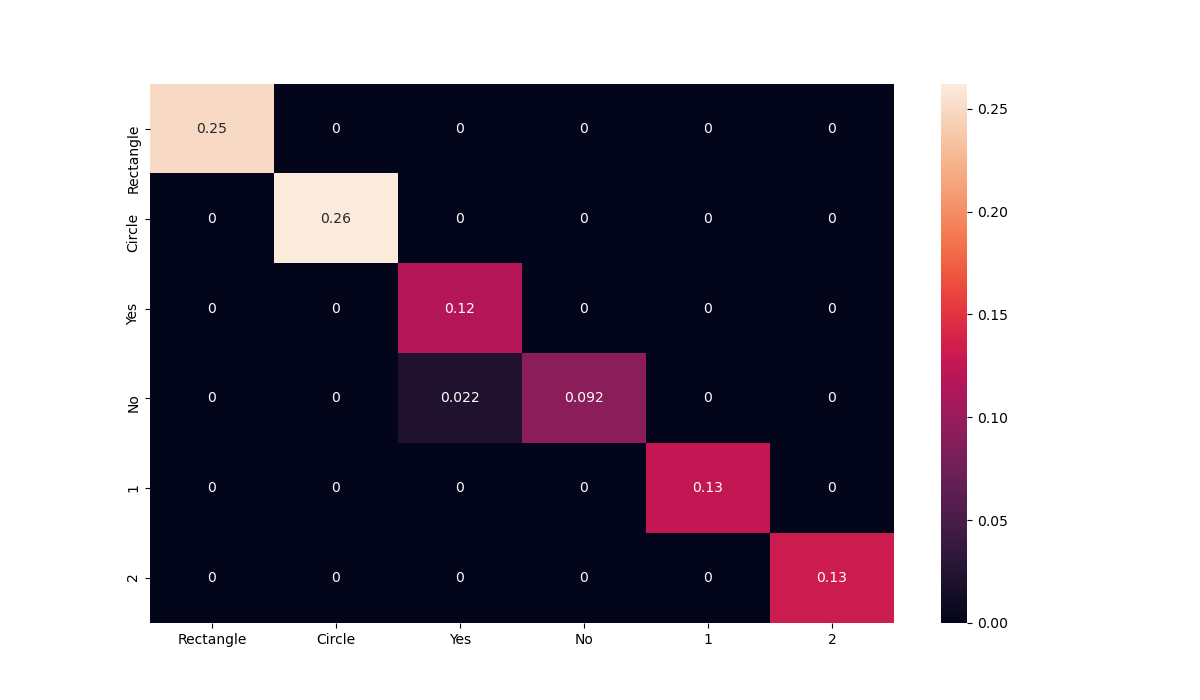 Rectangle 0.25 0 0 0 0 0
Circle 0 0.26 0 0 0 0
Yes 0 0 0.12 0 0 0
No 0 0 0.022 0.092 0 0
1 0 0 0 0 0.13 0
2 0 0 0 0 0 0.13
Rectangle Circle Yes No 1 2
0.25
0.20
0.15
0.10
0.05
0.00